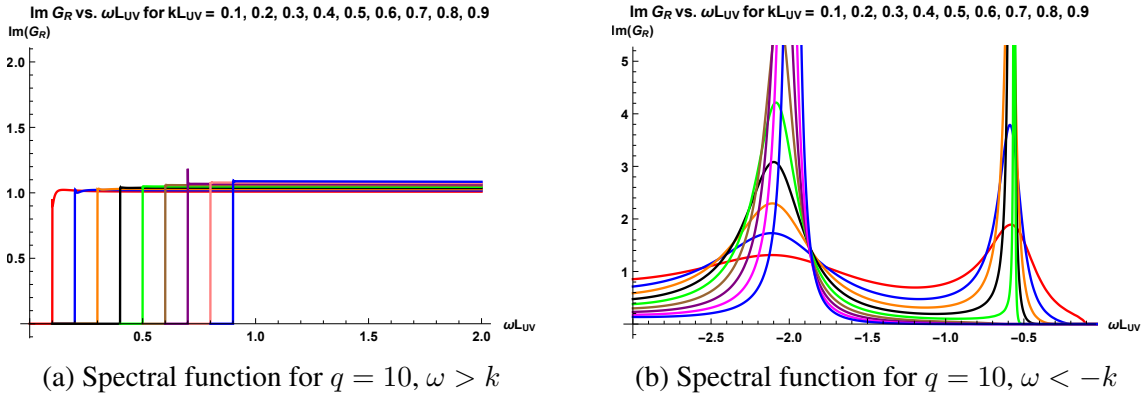 Im G_R vs. ωL_UV for kL_UV = 0.1, 0.2, 0.3, 0.4, 0.5, 0.6, 0.7, 0.8, 0.9
Im(G_R)
2.0
1.5
1.0
0.5
0.5 1.0 1.5 2.0 ωL_UV
(a) Spectral function for q = 10, ω > k
Im G_R vs. ωL_UV for kL_UV = 0.1, 0.2, 0.3, 0.4, 0.5, 0.6, 0.7, 0.8, 0.9
Im(G_R)
5
4
3
2
1
-2.5 -2.0 -1.5 -1.0 -0.5 ωL_UV
(b) Spectral function for q = 10, ω < −k